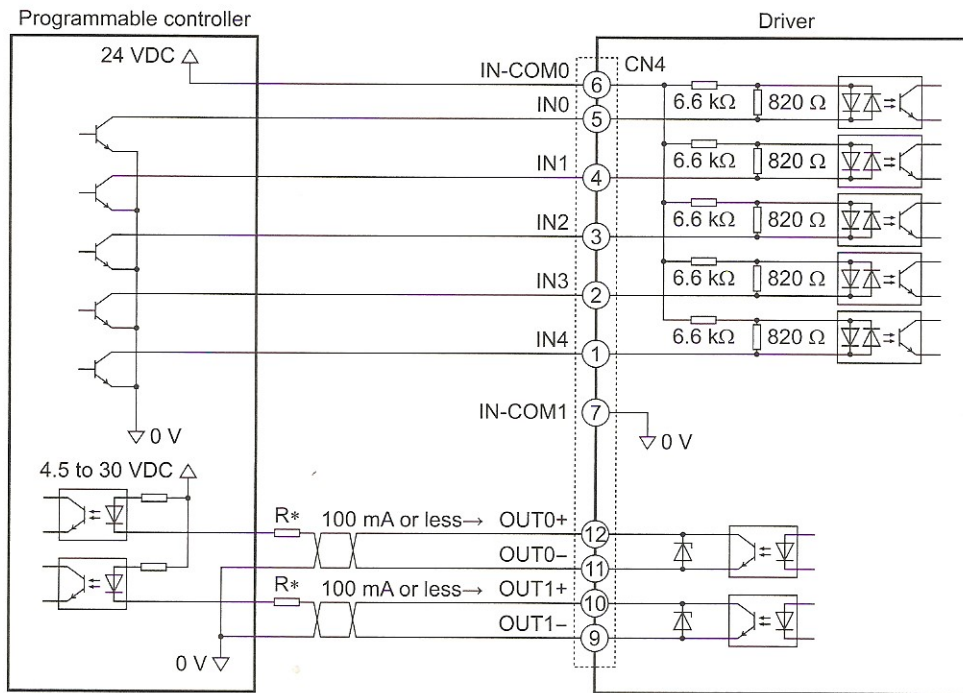 Programmable controller
Driver
24 VDC
IN-COM0
6
CN4
6.6 kΩ
820 Ω
IN0
5
IN1
4
6.6 kΩ
820 Ω
IN2
3
6.6 kΩ
820 Ω
IN3
2
6.6 kΩ
820 Ω
IN4
1
6.6 kΩ
820 Ω
IN-COM1
7
0 V
0 V
4.5 to 30 VDC
R*
100 mA or less→
OUT0+
12
OUT0−
11
R*
100 mA or less→
OUT1+
10
OUT1−
9
0 V